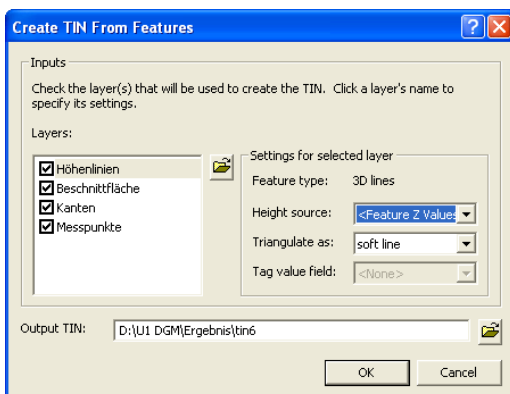 Create TIN From Features
Inputs
Check the layer(s) that will be used to create the TIN. Click a layer's name to
specify its settings.
Layers:
Höhenlinien
Beschnittfläche
Kanten
Messpunkte
Settings for selected layer
Feature type: 3D lines
Height source: <Feature Z Values
Triangulate as: soft line
Tag value field: <None>
Output TIN: D:\U1 DGM\Ergebnis\tin6
OK Cancel